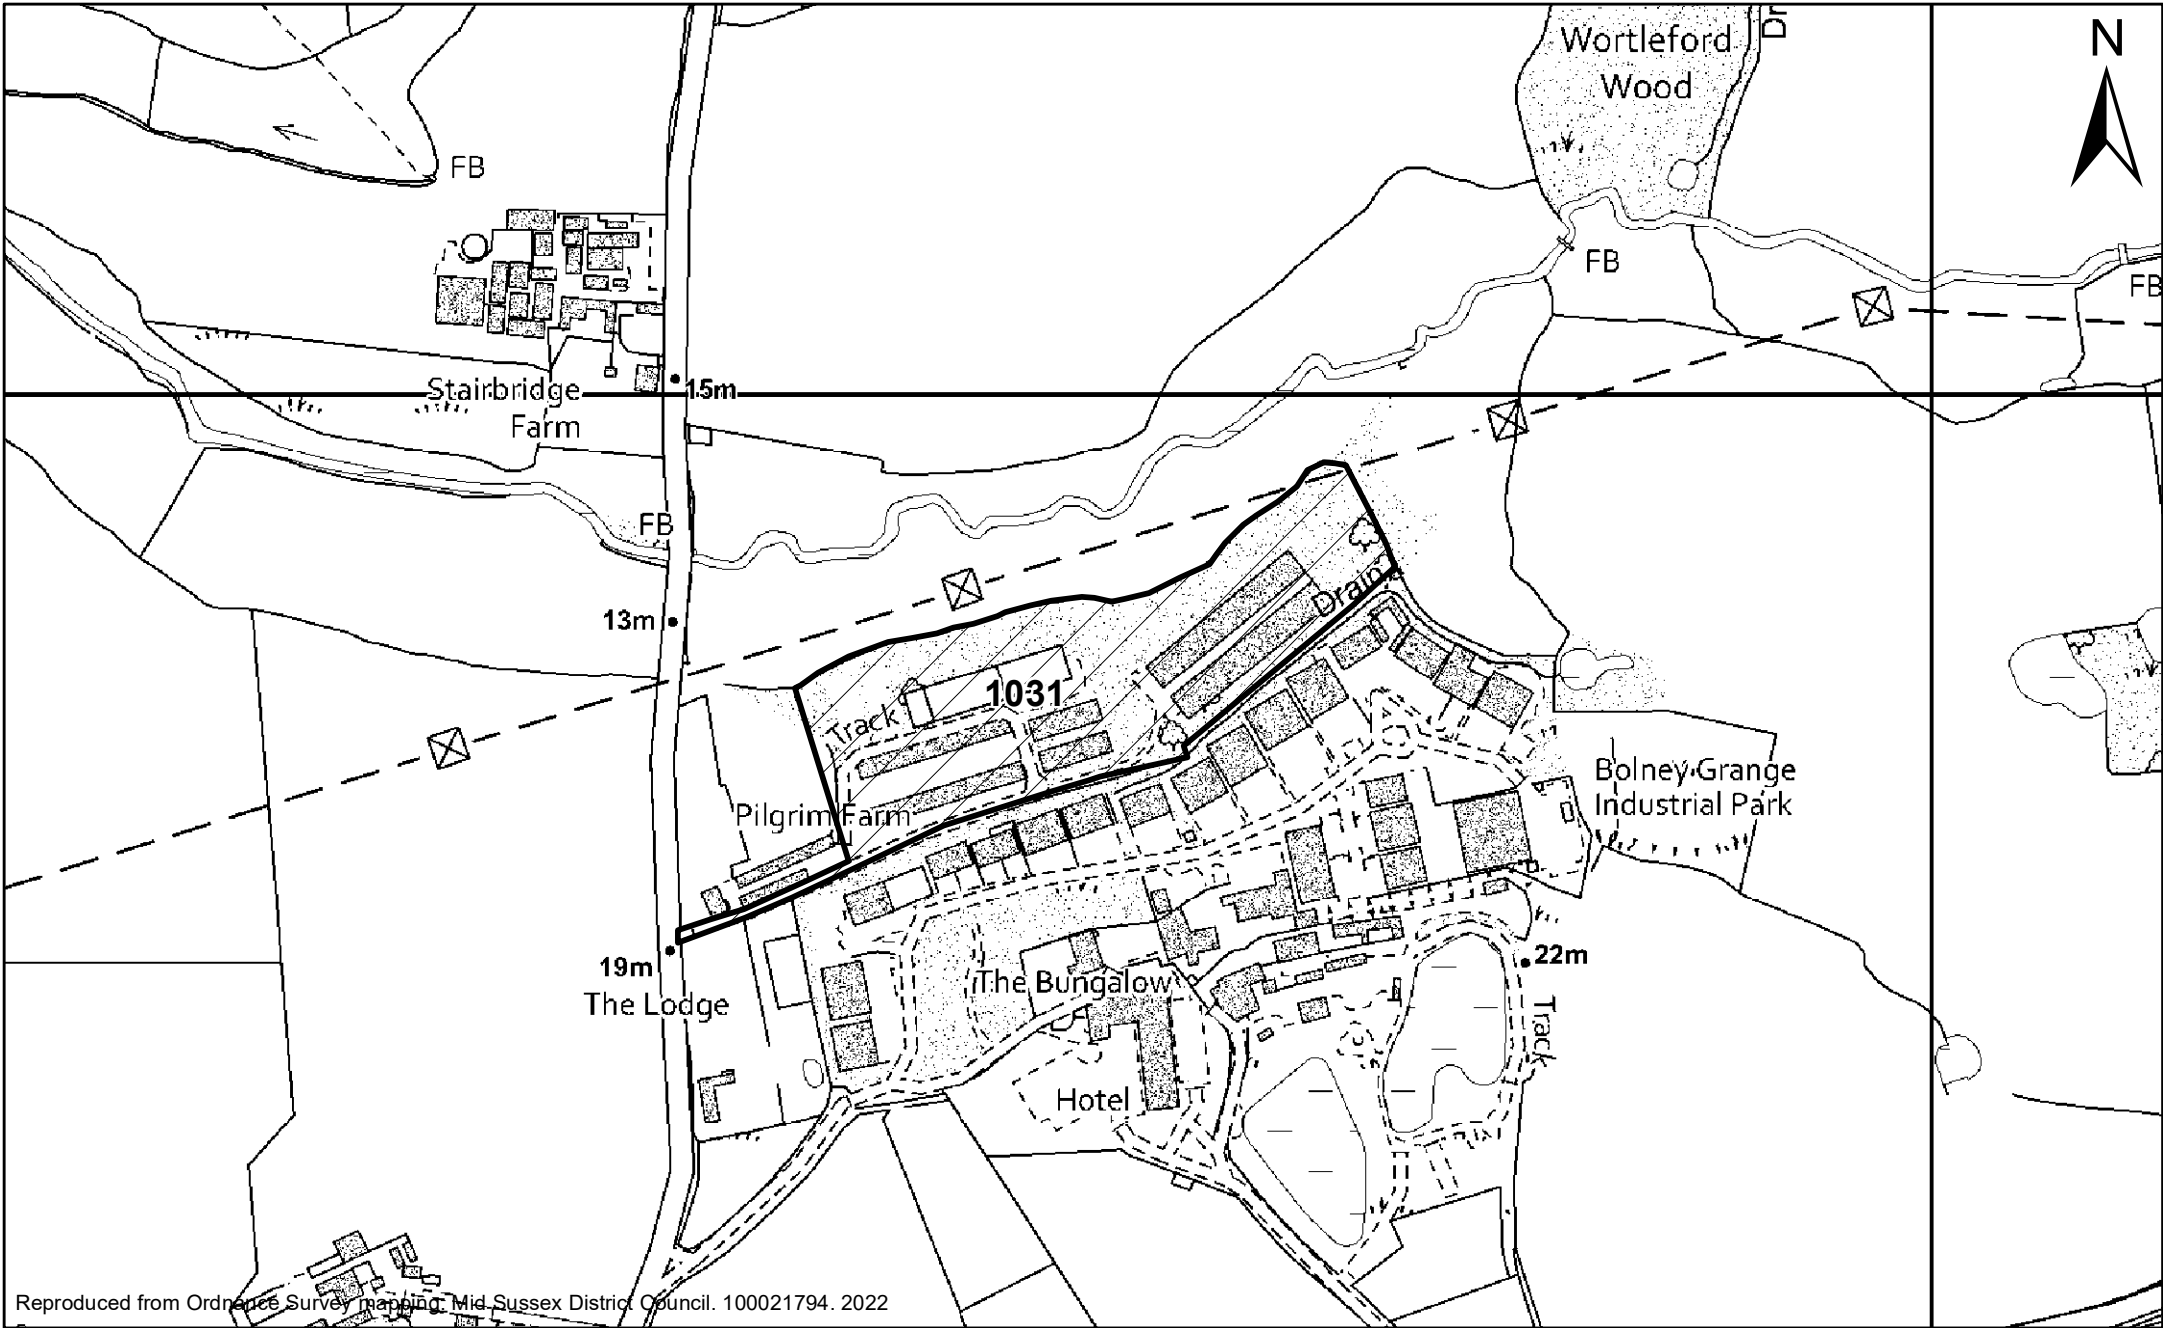 Wortleford
Wood
Dr
N
FB
FB
FB
Stairbridge
Farm
15m
FB
13m
Drain
1031
Track
Pilgrim Farm
Bolney Grange
Industrial Park
19m
The Lodge
The Bungalow
22m
Track
Hotel
Reproduced from Ordnance Survey mapping. Mid Sussex District Council. 100021794. 2022